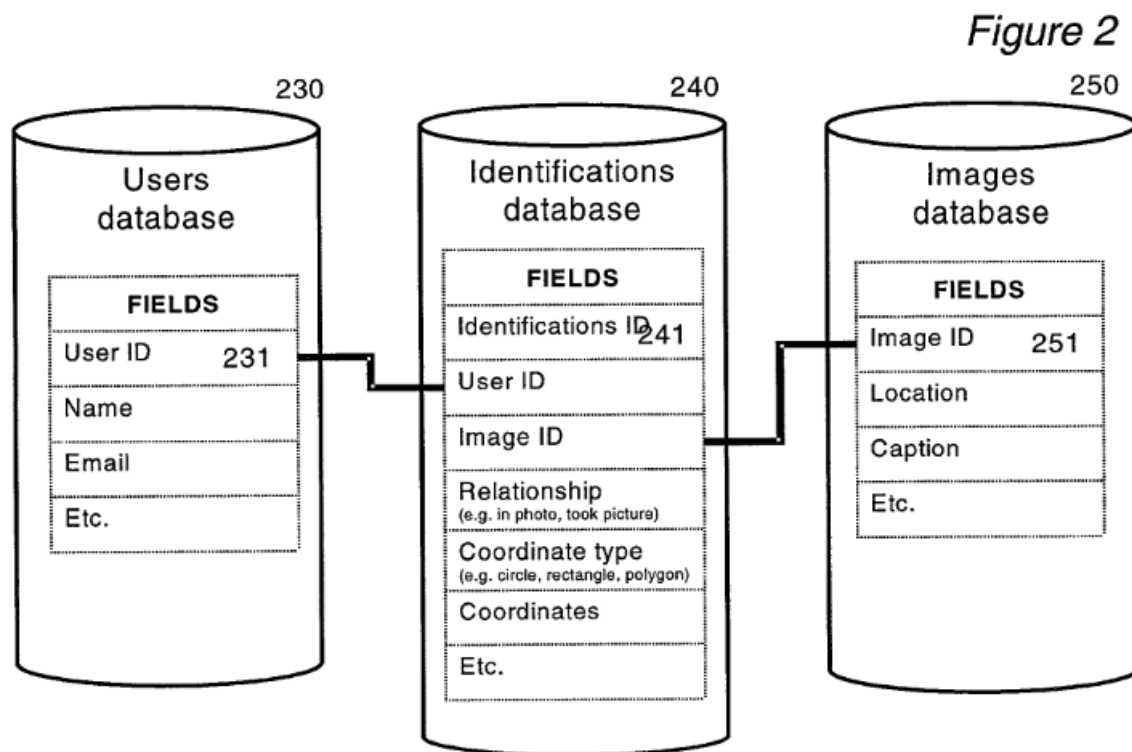 Figure 2
230
Users
database
FIELDS
User ID 231
Name
Email
Etc.
240
Identifications
database
FIELDS
Identifications ID 241
User ID
Image ID
Relationship
(e.g. in photo, took picture)
Coordinate type
(e.g. circle, rectangle, polygon)
Coordinates
Etc.
250
Images
database
FIELDS
Image ID 251
Location
Caption
Etc.